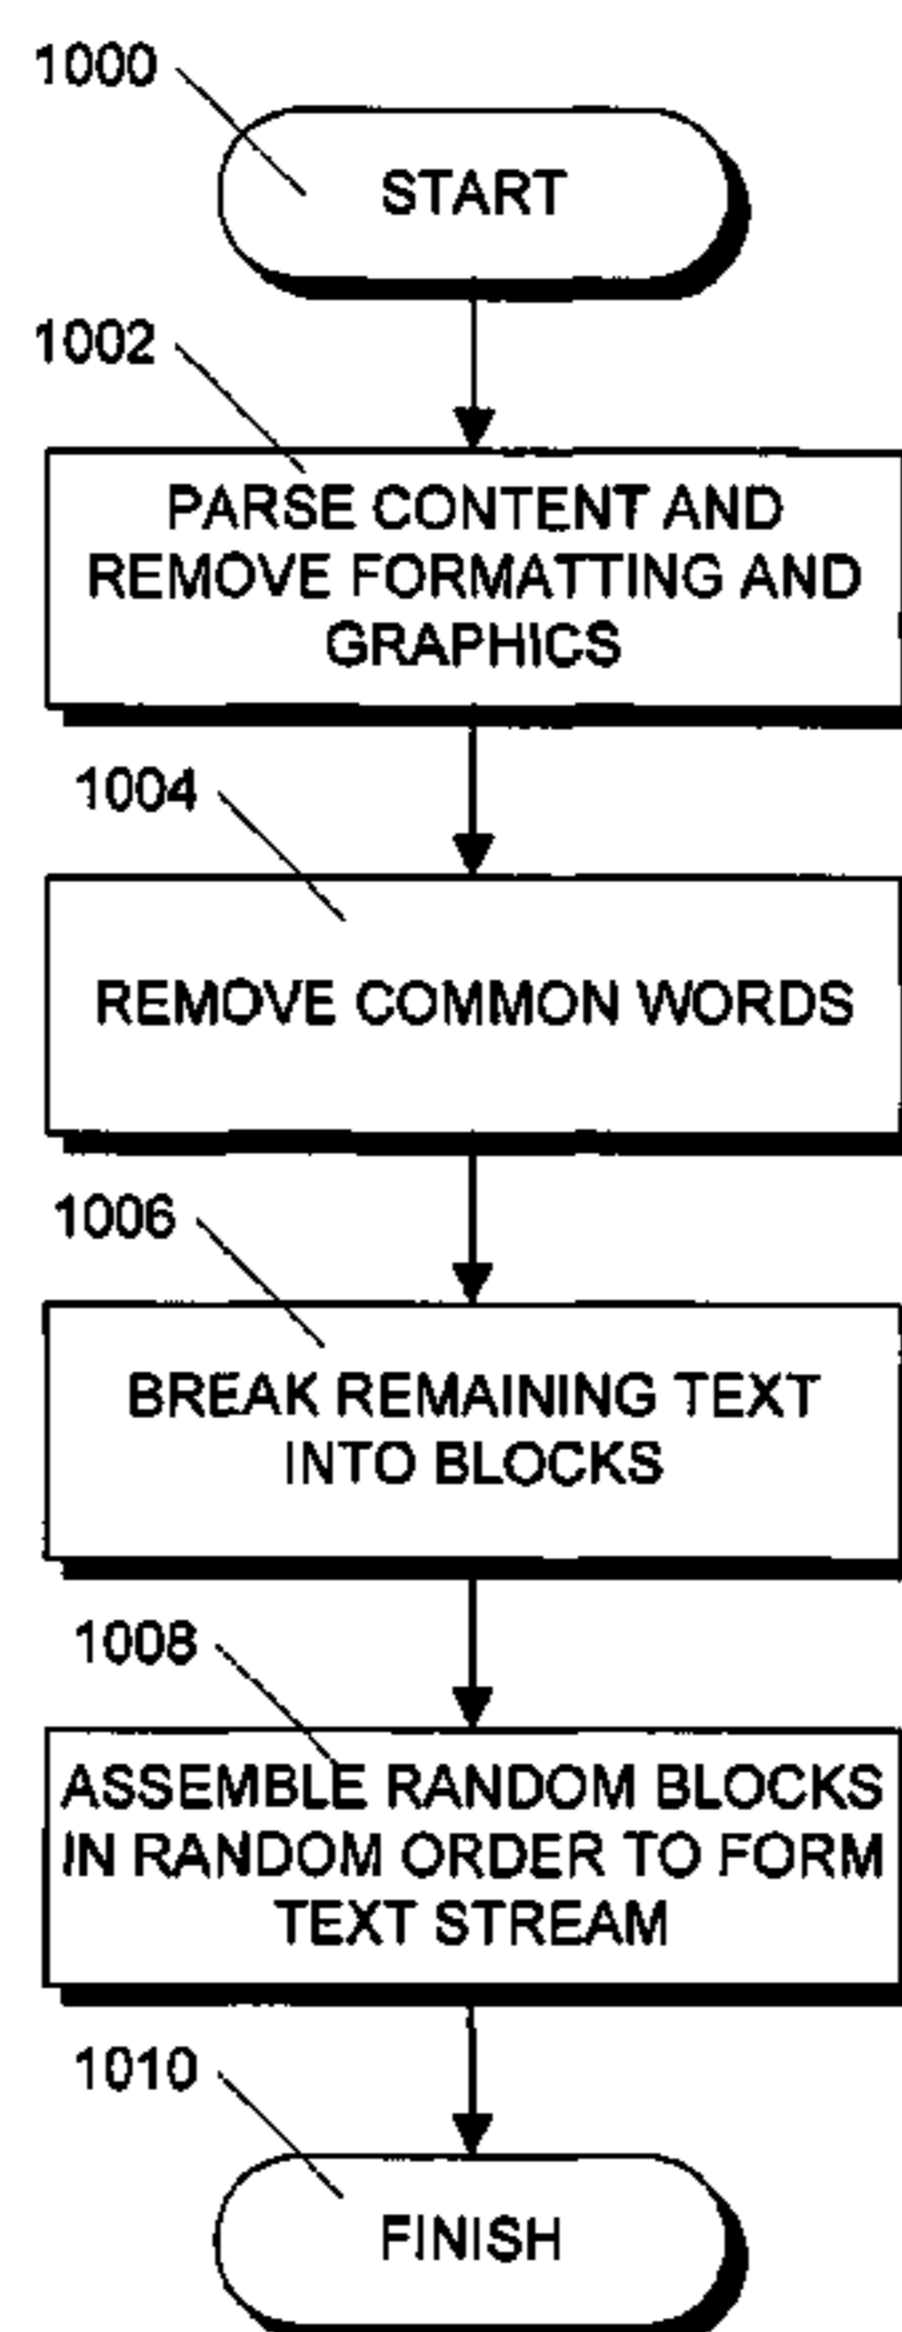 1000
START
1002
PARSE CONTENT AND
REMOVE FORMATTING AND
GRAPHICS
1004
REMOVE COMMON WORDS
1006
BREAK REMAINING TEXT
INTO BLOCKS
1008
ASSEMBLE RANDOM BLOCKS
IN RANDOM ORDER TO FORM
TEXT STREAM
1010
FINISH